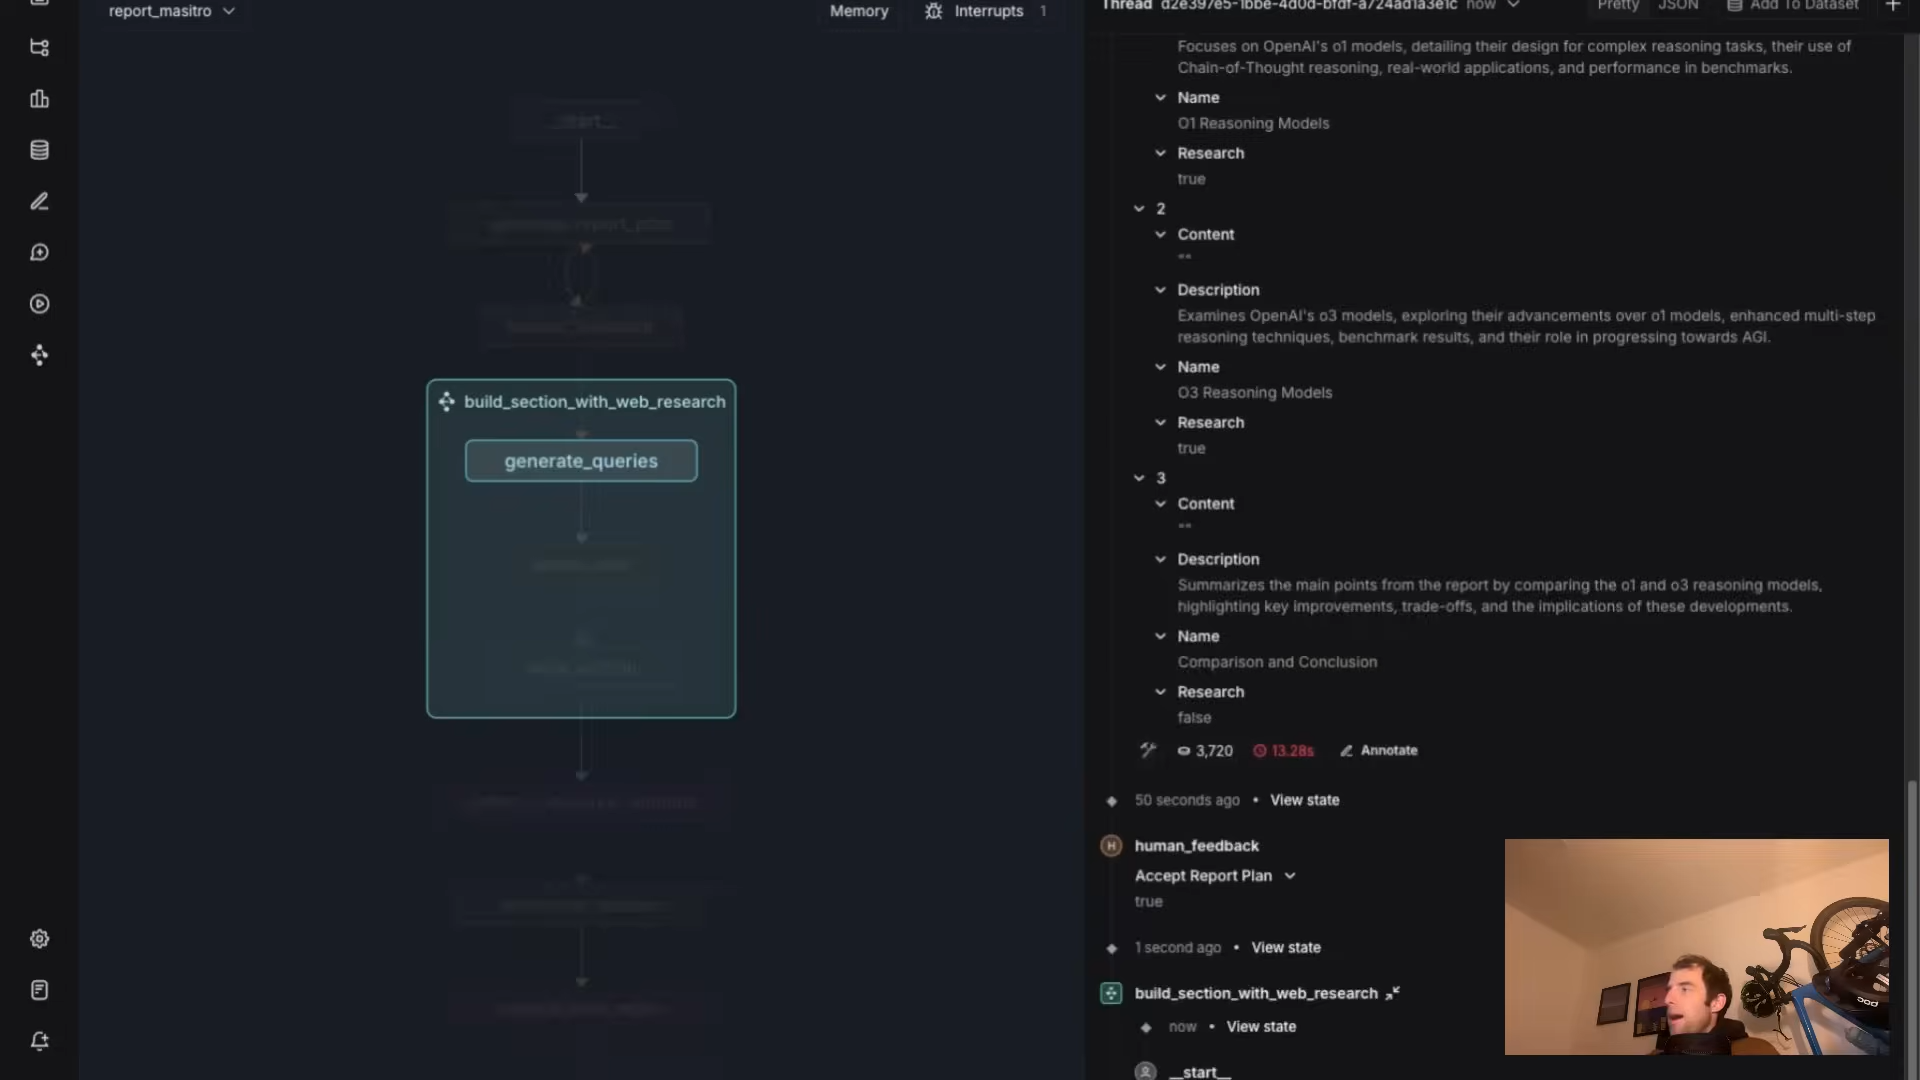 report_masitro
Memory
Interrupts 1
build_section_with_web_research
generate_queries
Thread d2e397e5-1bbe-4d0d-bfdf-a724ad1a3e1c now
Pretty JSON
Add To Dataset
Focuses on OpenAI's o1 models, detailing their design for complex reasoning tasks, their use of
Chain-of-Thought reasoning, real-world applications, and performance in benchmarks.
Name
O1 Reasoning Models
Research
true
2
Content
""
Description
Examines OpenAI's o3 models, exploring their advancements over o1 models, enhanced multi-step
reasoning techniques, benchmark results, and their role in progressing towards AGI.
Name
O3 Reasoning Models
Research
true
3
Content
""
Description
Summarizes the main points from the report by comparing the o1 and o3 reasoning models,
highlighting key improvements, trade-offs, and the implications of these developments.
Name
Comparison and Conclusion
Research
false
3,720 13.28s Annotate
50 seconds ago • View state
H human_feedback
Accept Report Plan
true
1 second ago • View state
build_section_with_web_research
now • View state
__start__